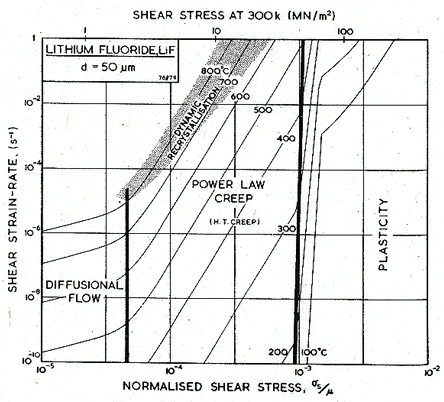 SHEAR STRESS AT 300k (MN/m²)
1 10 100
LITHIUM FLUORIDE, LiF
d = 50 μm
76879
1
10⁻²
10⁻⁴
10⁻⁶
10⁻⁸
10⁻¹⁰
SHEAR STRAIN-RATE, (s⁻¹)
800°C
700
600
500
400
300
200
100°C
DYNAMIC
RECRYSTALLISATION
POWER LAW
CREEP
(H.T. CREEP)
DIFFUSIONAL
FLOW
PLASTICITY
10⁻⁵ 10⁻⁴ 10⁻³ 10⁻²
NORMALISED SHEAR STRESS, σs/μ